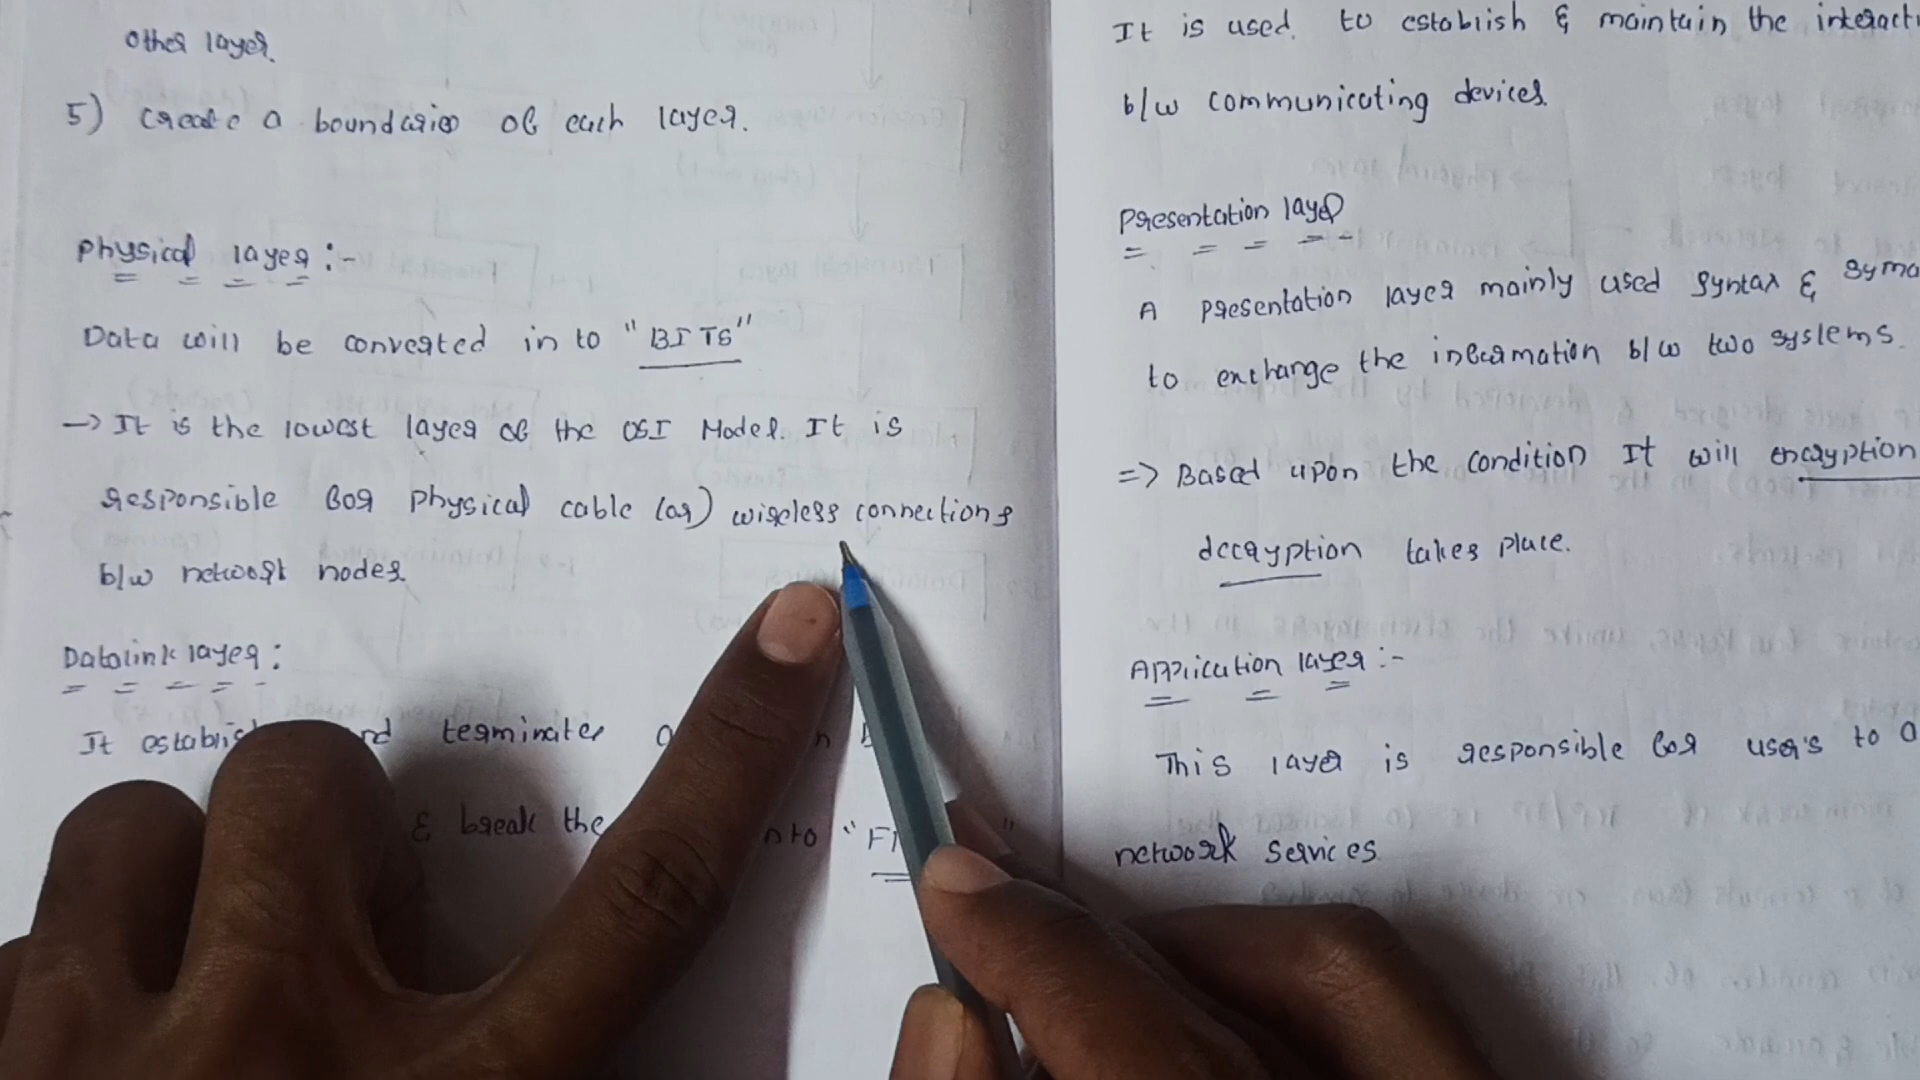 Other layer.
5) Create a boundaries of each layer.
Physical layer :-
Data will be converted in to "BITS"
→ It is the lowest layer of the OSI Model. It is
responsible for physical cable (or) wireless connections
b/w network nodes.
Datalink layer :
It and terminates
& break the "
It is used. to establish & maintain the
b/w communicating devices.
Presentation layer
A presentation layer mainly used syntax &
to exchange the information b/w two systems.
=> Based upon the condition It will encryption
decryption takes place.
Application layer :-
This layer is responsible for user's to
network services.